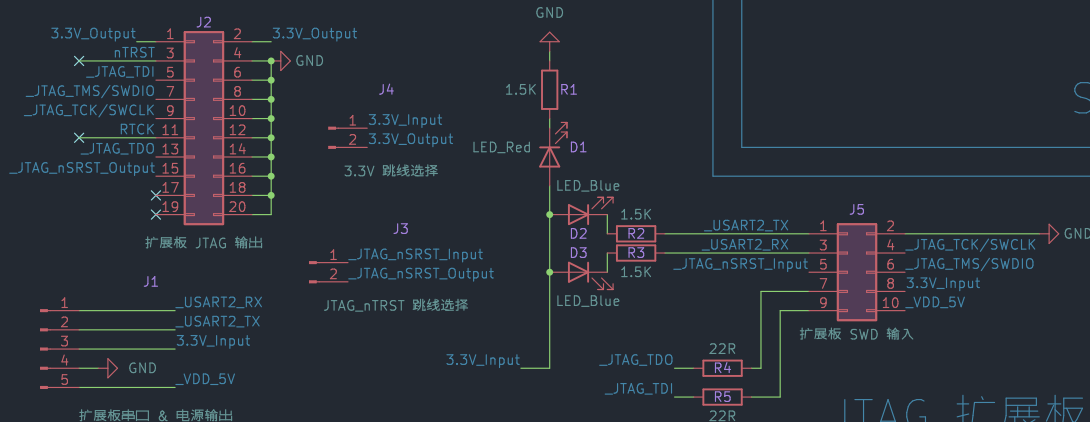 J2
3.3V_Output 1 2 3.3V_Output
nTRST 3 4 GND
_JTAG_TDI 5 6
_JTAG_TMS/SWDIO 7 8
_JTAG_TCK/SWCLK 9 10
RTCK 11 12
_JTAG_TDO 13 14
_JTAG_nSRST_Output 15 16
17 18
19 20
扩展板 JTAG 输出
J1
1 _USART2_RX
2 _USART2_TX
3 3.3V_Input
4 GND
5 _VDD_5V
扩展板串口 & 电源输出
J4
1 3.3V_Input
2 3.3V_Output
3.3V 跳线选择
J3
1 _JTAG_nSRST_Input
2 _JTAG_nSRST_Output
JTAG_nTRST 跳线选择
GND
1.5K R1
LED_Red D1
LED_Blue
D2
1.5K
R2
D3
R3
1.5K
LED_Blue
3.3V_Input
J5
_USART2_TX 1 2 GND
_USART2_RX 3 4 _JTAG_TCK/SWCLK
_JTAG_nSRST_Input 5 6 _JTAG_TMS/SWDIO
7 8 3.3V_Input
9 10 _VDD_5V
扩展板 SWD 输入
22R
_JTAG_TDO R4
_JTAG_TDI R5
22R
S
JTAG 扩展板